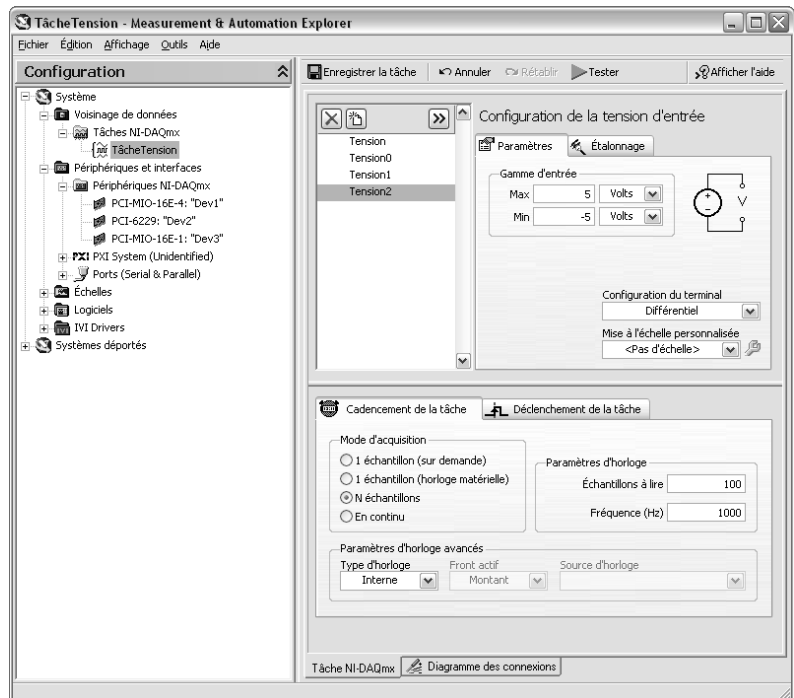 TâcheTension - Measurement & Automation Explorer
Fichier Édition Affichage Outils Aide
Configuration
Système
Voisinage de données
Tâches NI-DAQmx
TâcheTension
Périphériques et interfaces
Périphériques NI-DAQmx
PCI-MIO-16E-4: "Dev1"
PCI-6229: "Dev2"
PCI-MIO-16E-1: "Dev3"
PXI PXI System (Unidentified)
Ports (Serial & Parallel)
Échelles
Logiciels
IVI IVI Drivers
Systèmes déportés
Enregistrer la tâche Annuler Rétablir Tester Afficher l'aide
Tension
Tension0
Tension1
Tension2
Configuration de la tension d'entrée
Paramètres Étalonnage
Gamme d'entrée
Max 5 Volts
Min -5 Volts
V
Configuration du terminal
Différentiel
Mise à l'échelle personnalisée
<Pas d'échelle>
Cadencement de la tâche Déclenchement de la tâche
Mode d'acquisition
1 échantillon (sur demande)
1 échantillon (horloge matérielle)
N échantillons
En continu
Paramètres d'horloge
Échantillons à lire 100
Fréquence (Hz) 1000
Paramètres d'horloge avancés
Type d'horloge Front actif Source d'horloge
Interne Montant
Tâche NI-DAQmx Diagramme des connexions